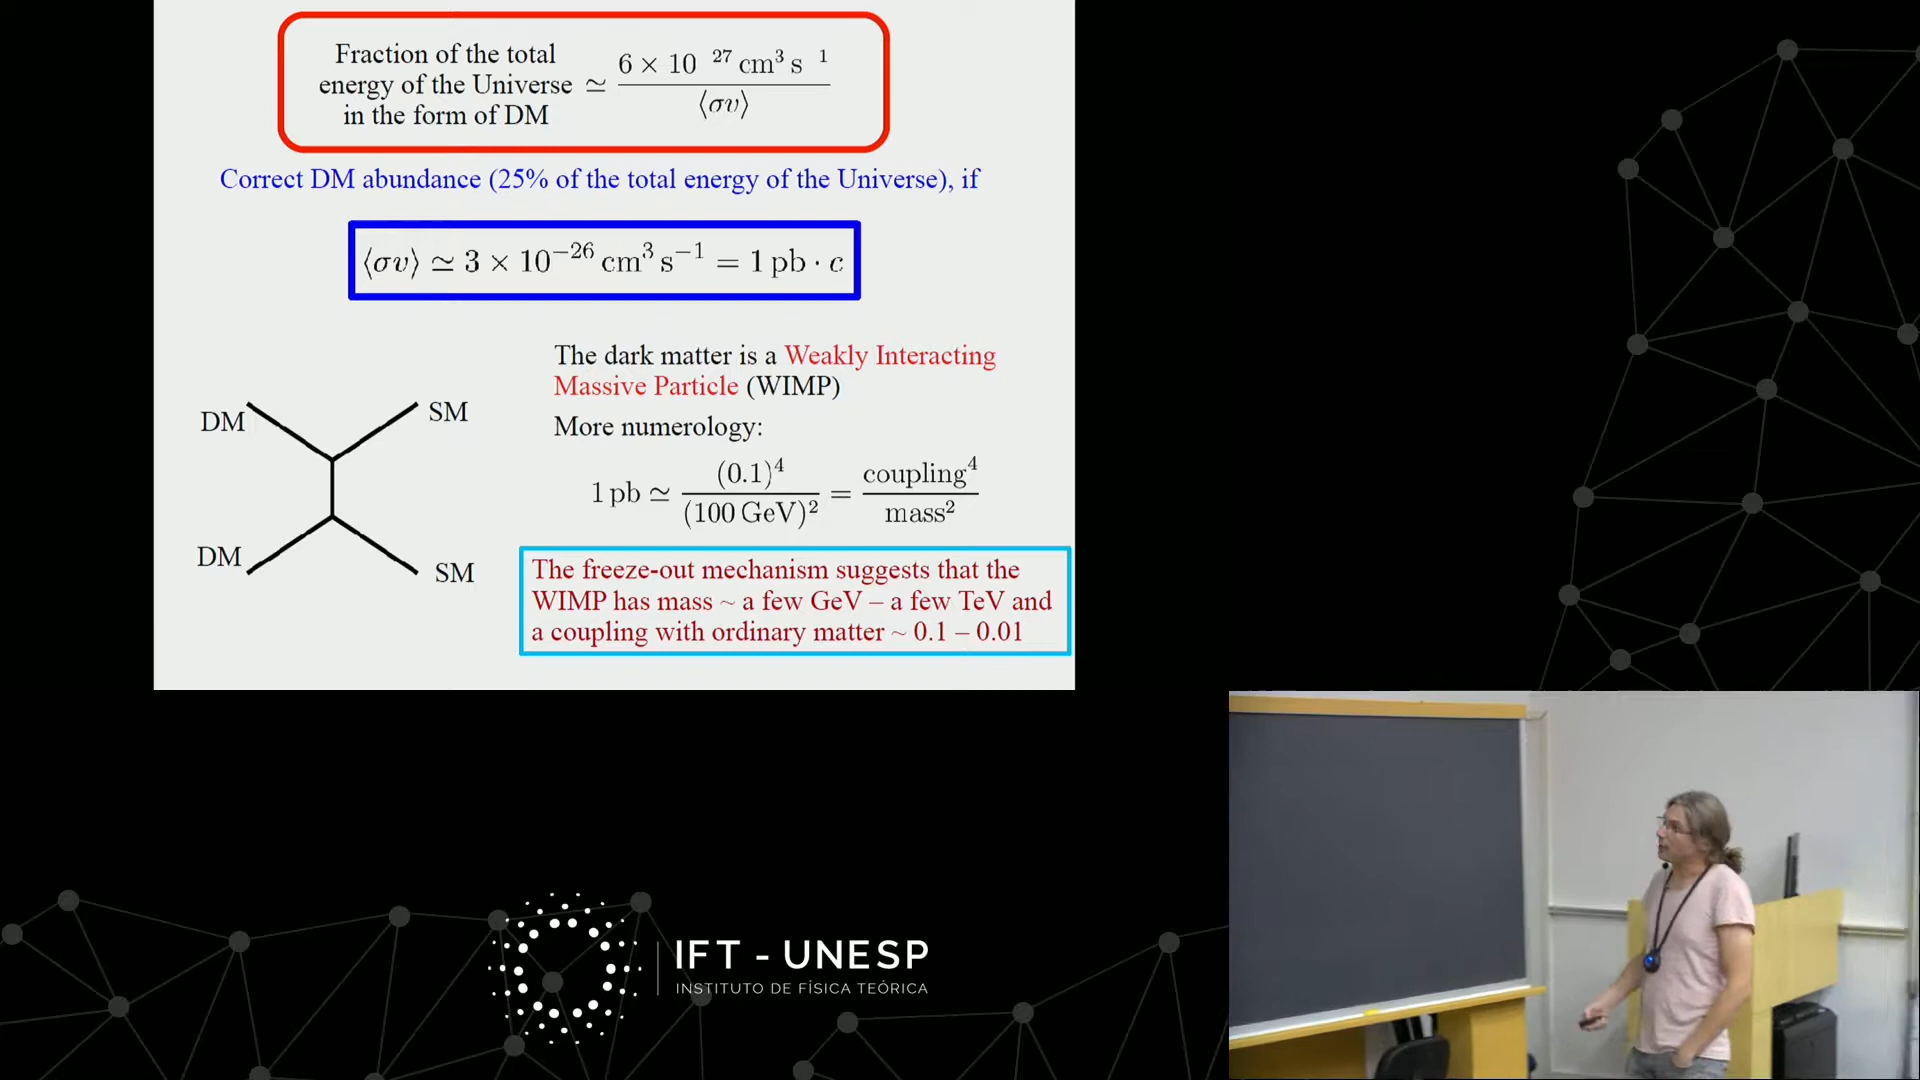 Fraction of the total
energy of the Universe ≃ 6 × 10 27 cm³ s 1 / ⟨σv⟩
in the form of DM
Correct DM abundance (25% of the total energy of the Universe), if
⟨σv⟩ ≃ 3 × 10⁻²⁶ cm³ s⁻¹ = 1 pb · c
The dark matter is a Weakly Interacting
Massive Particle (WIMP)
More numerology:
1 pb ≃ (0.1)⁴ / (100 GeV)² = coupling⁴ / mass²
DM
SM
DM
SM
The freeze-out mechanism suggests that the
WIMP has mass ~ a few GeV – a few TeV and
a coupling with ordinary matter ~ 0.1 – 0.01
IFT - UNESP
INSTITUTO DE FÍSICA TEÓRICA